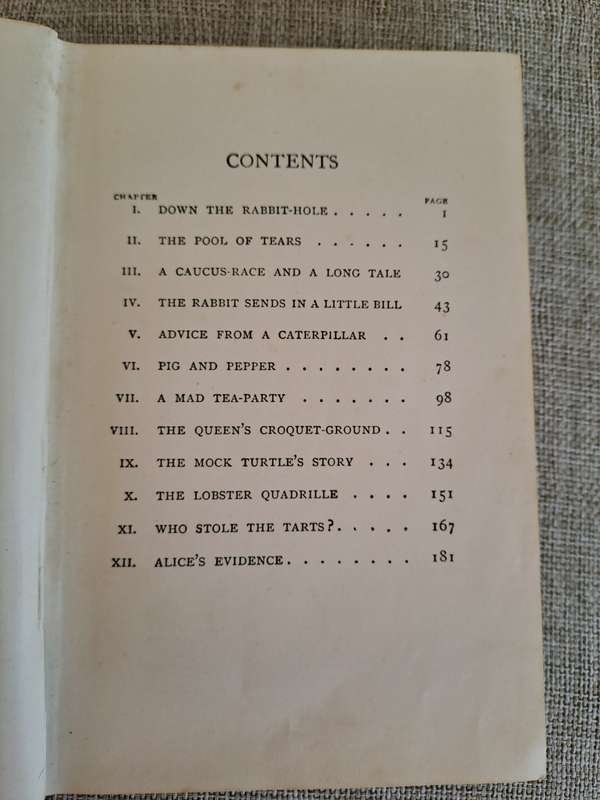 CONTENTS
CHAPTER PAGE
I. DOWN THE RABBIT-HOLE . . . . . 1
II. THE POOL OF TEARS . . . . . . 15
III. A CAUCUS-RACE AND A LONG TALE 30
IV. THE RABBIT SENDS IN A LITTLE BILL 43
V. ADVICE FROM A CATERPILLAR . . 61
VI. PIG AND PEPPER . . . . . . . . 78
VII. A MAD TEA-PARTY . . . . . . . 98
VIII. THE QUEEN'S CROQUET-GROUND . . 115
IX. THE MOCK TURTLE'S STORY . . . 134
X. THE LOBSTER QUADRILLE . . . . 151
XI. WHO STOLE THE TARTS? . . . . . 167
XII. ALICE'S EVIDENCE . . . . . . . . 181